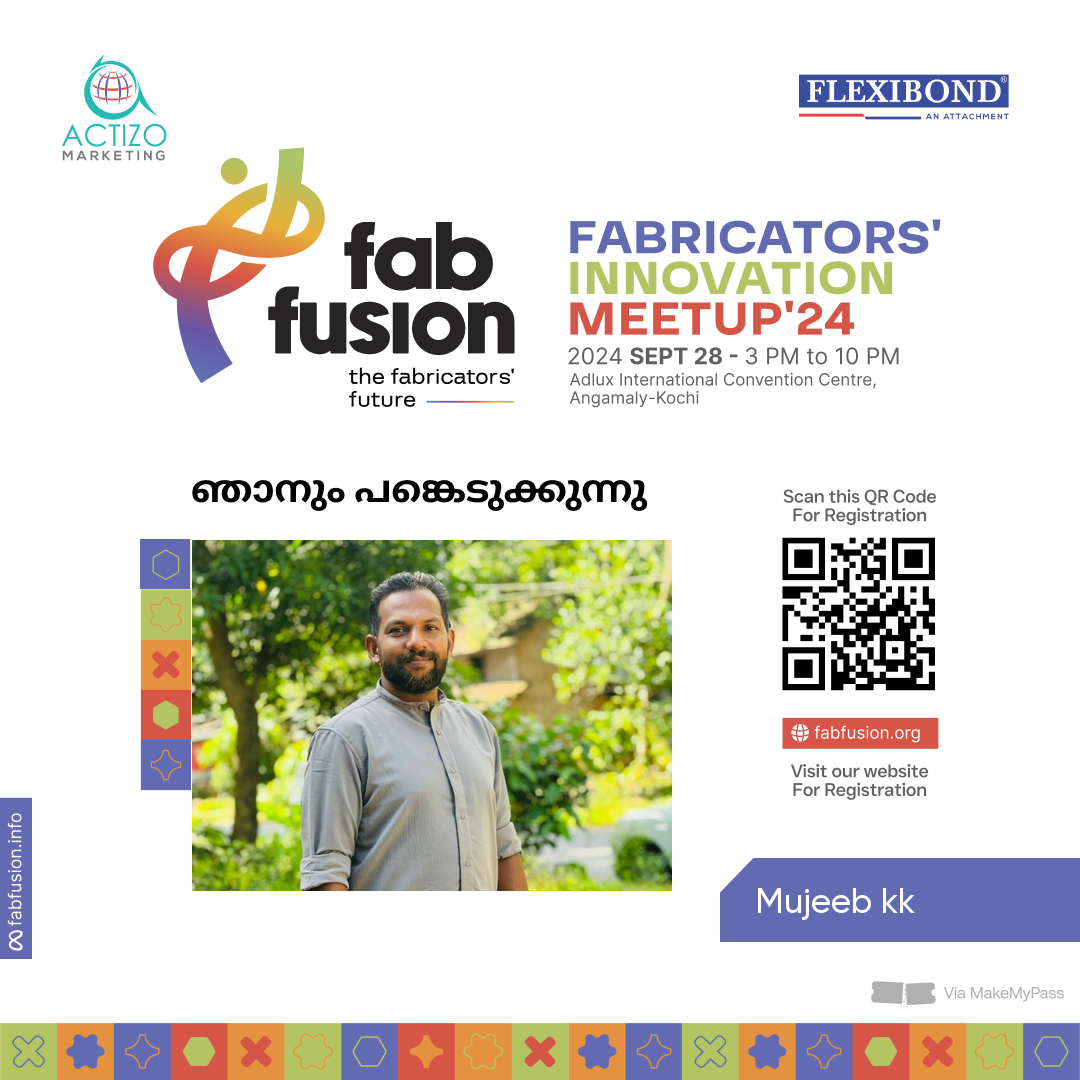 ACTIZO
MARKETING
FLEXIBOND®
AN ATTACHMENT
fab
fusion
the fabricators'
future
FABRICATORS'
INNOVATION
MEETUP'24
2024 SEPT 28 - 3 PM to 10 PM
Adlux International Convention Centre,
Angamaly-Kochi
ഞാനും പങ്കെടുക്കുന്നു
Scan this QR Code
For Registration
fabfusion.org
Visit our website
For Registration
fabfusion.info
Mujeeb kk
Via MakeMyPass